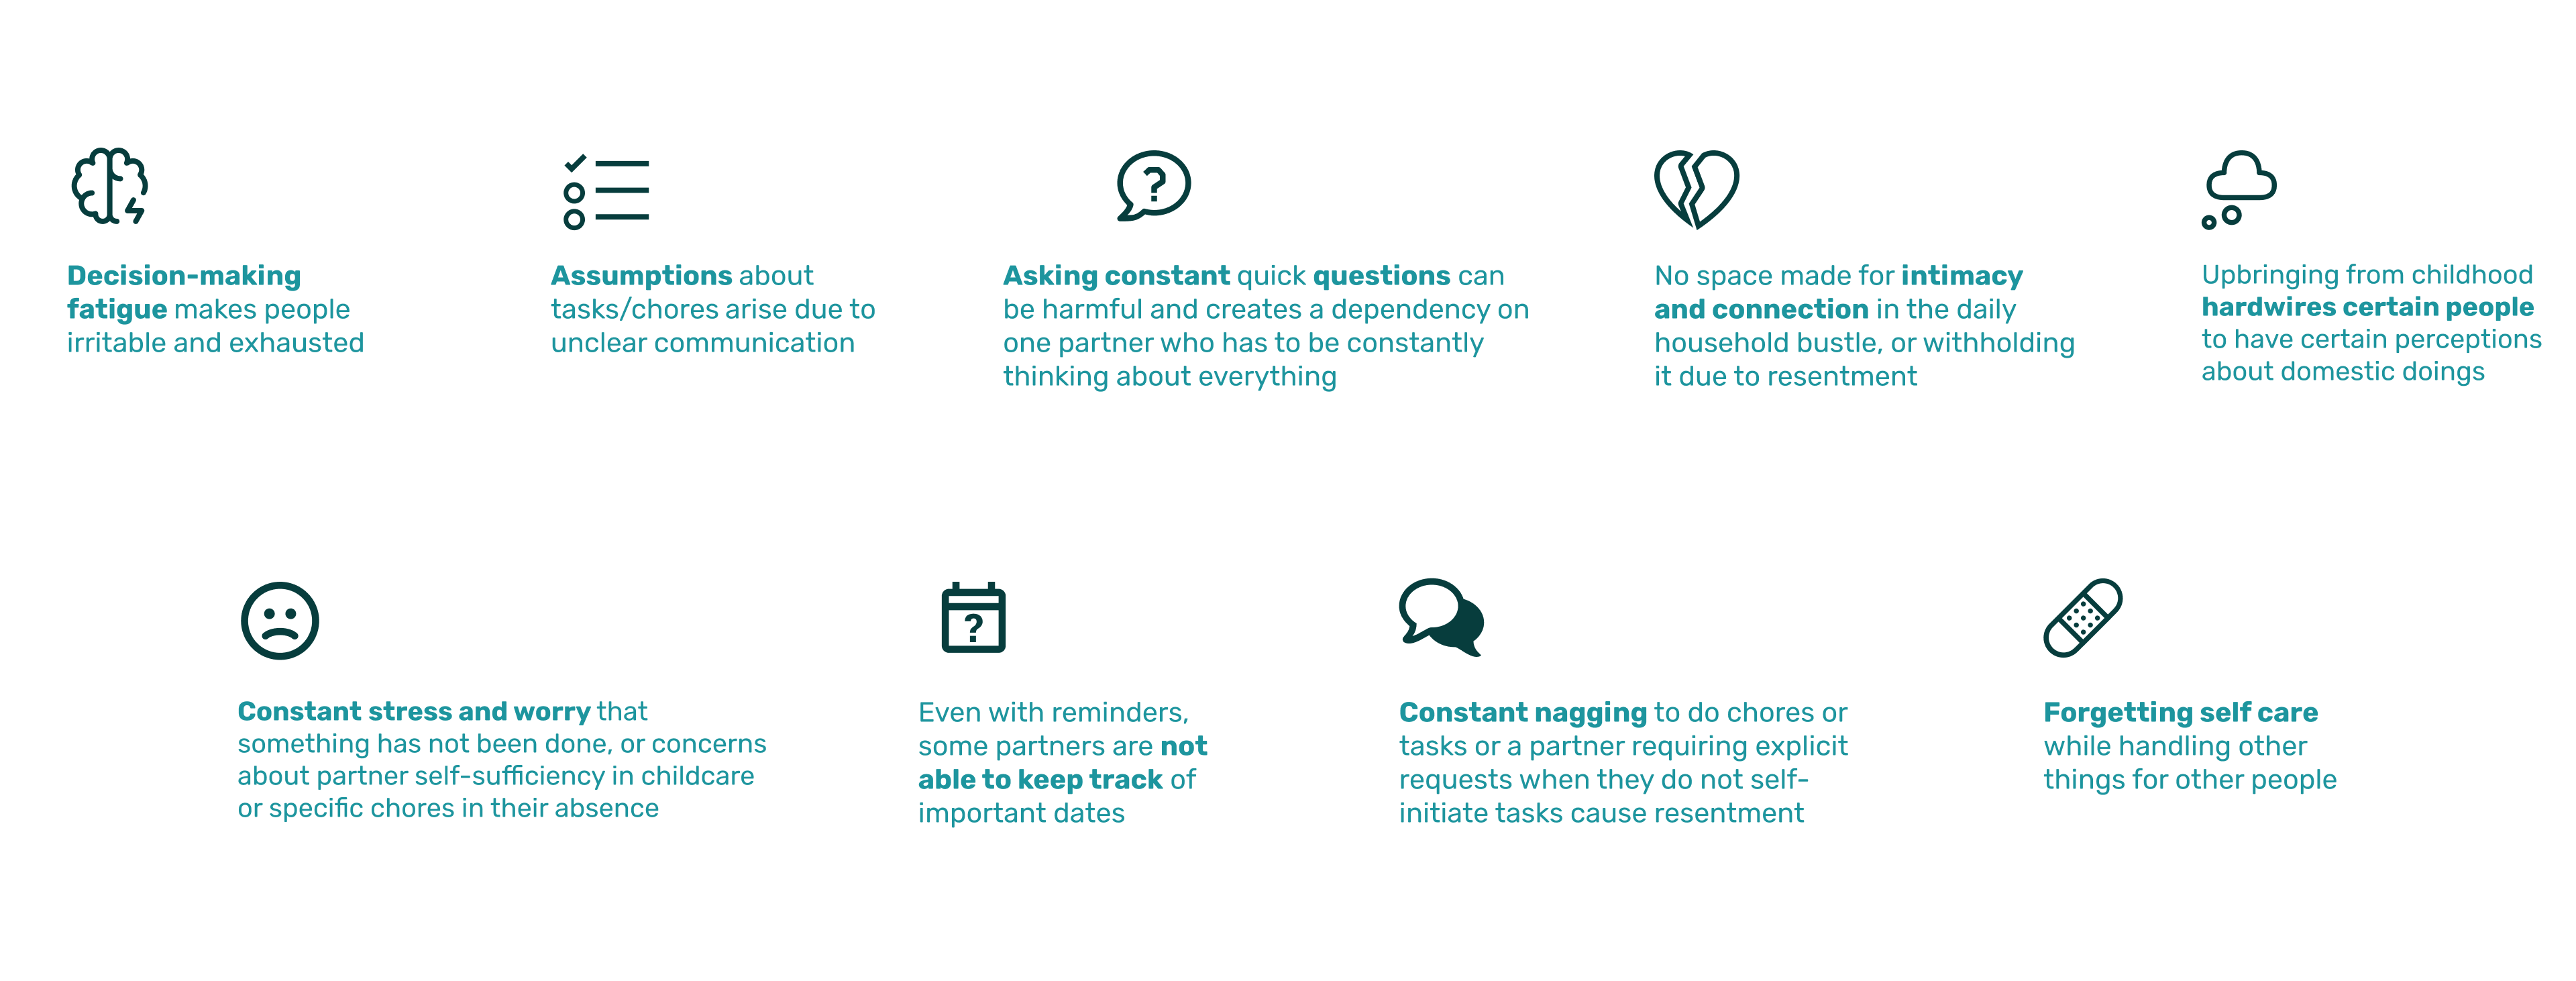 Decision-making
fatigue makes people
irritable and exhausted
Assumptions about
tasks/chores arise due to
unclear communication
?
Asking constant quick questions can
be harmful and creates a dependency on
one partner who has to be constantly
thinking about everything
No space made for intimacy
and connection in the daily
household bustle, or withholding
it due to resentment
Upbringing from childhood
hardwires certain people
to have certain perceptions
about domestic doings
Constant stress and worry that
something has not been done, or concerns
about partner self-sufficiency in childcare
or specific chores in their absence
?
Even with reminders,
some partners are not
able to keep track of
important dates
Constant nagging to do chores or
tasks or a partner requiring explicit
requests when they do not self-
initiate tasks cause resentment
Forgetting self care
while handling other
things for other people